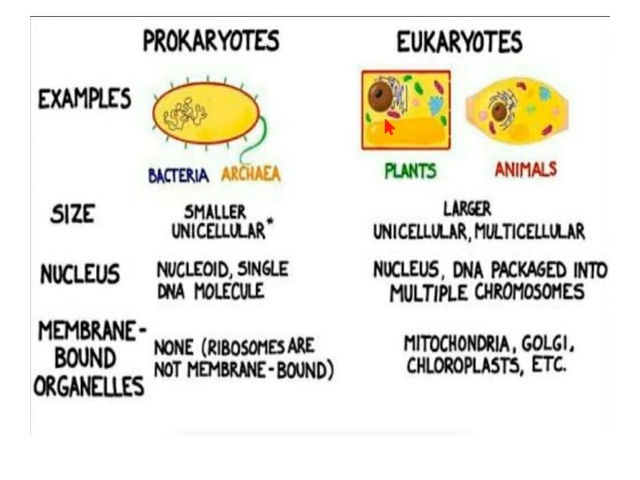 PROKARYOTES EUKARYOTES
EXAMPLES
BACTERIA ARCHAEA PLANTS ANIMALS
SIZE SMALLER LARGER
UNICELLULAR* UNICELLULAR, MULTICELLULAR
NUCLEUS NUCLEOID, SINGLE NUCLEUS, DNA PACKAGED INTO
DNA MOLECULE MULTIPLE CHROMOSOMES
MEMBRANE-
BOUND NONE (RIBOSOMES ARE MITOCHONDRIA, GOLGI,
ORGANELLES NOT MEMBRANE-BOUND) CHLOROPLASTS, ETC.